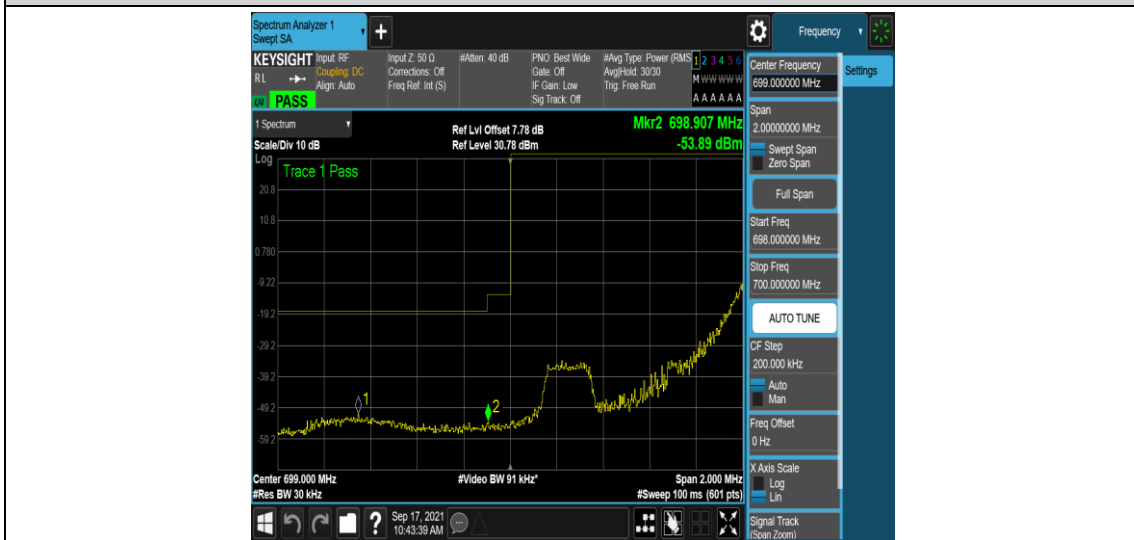 Spectrum Analyzer 1
Swept SA
+
Frequency
KEYSIGHT
RL
LXI
PASS
Input: RF
Coupling: DC
Align: Auto
Input Z: 50 Ω
Corrections: Off
Freq Ref: Int (S)
#Atten: 40 dB
PNO: Best Wide
Gate: Off
IF Gain: Low
Sig Track: Off
#Avg Type: Power (RMS
Avg|Hold: 30/30
Trig: Free Run
1 2 3 4 5 6
M W W W W W
A A A A A A
1 Spectrum
Scale/Div 10 dB
Ref Lvl Offset 7.78 dB
Ref Level 30.78 dBm
Mkr2 698.907 MHz
-53.89 dBm
Log
Trace 1 Pass
20.8
10.8
0.780
-9.22
-19.2
-29.2
-39.2
-49.2
-59.2
1
2
Center 699.000 MHz
#Res BW 30 kHz
#Video BW 91 kHz*
Span 2.000 MHz
#Sweep 100 ms (601 pts)
?
Sep 17, 2021
10:43:39 AM
Center Frequency
699.000000 MHz
Settings
Span
2.00000000 MHz
Swept Span
Zero Span
Full Span
Start Freq
698.000000 MHz
Stop Freq
700.000000 MHz
AUTO TUNE
CF Step
200.000 kHz
Auto
Man
Freq Offset
0 Hz
X Axis Scale
Log
Lin
Signal Track
(Span Zoom)